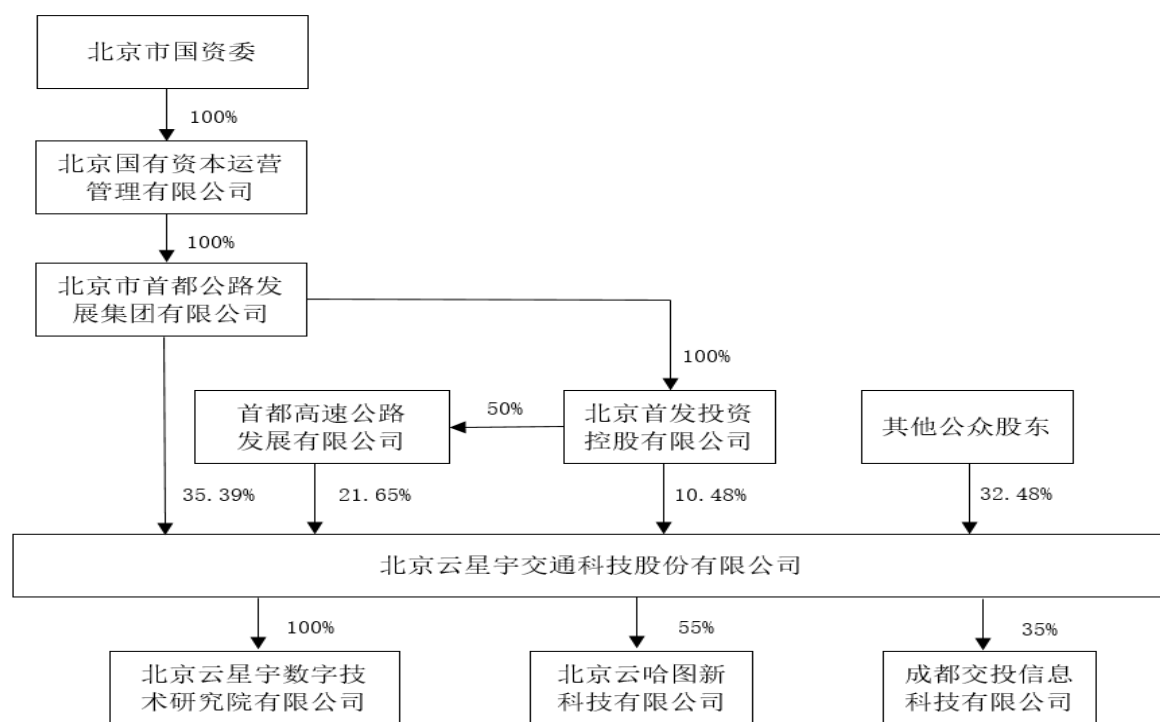 北京市国资委
100%
北京国有资本运营
管理有限公司
100%
北京市首都公路发
展集团有限公司
100%
首都高速公路
发展有限公司
50%
北京首发投资
控股有限公司
其他公众股东
35.39%
21.65%
10.48%
32.48%
北京云星宇交通科技股份有限公司
100%
55%
35%
北京云星宇数字技
术研究院有限公司
北京云哈图新
科技有限公司
成都交投信息
科技有限公司